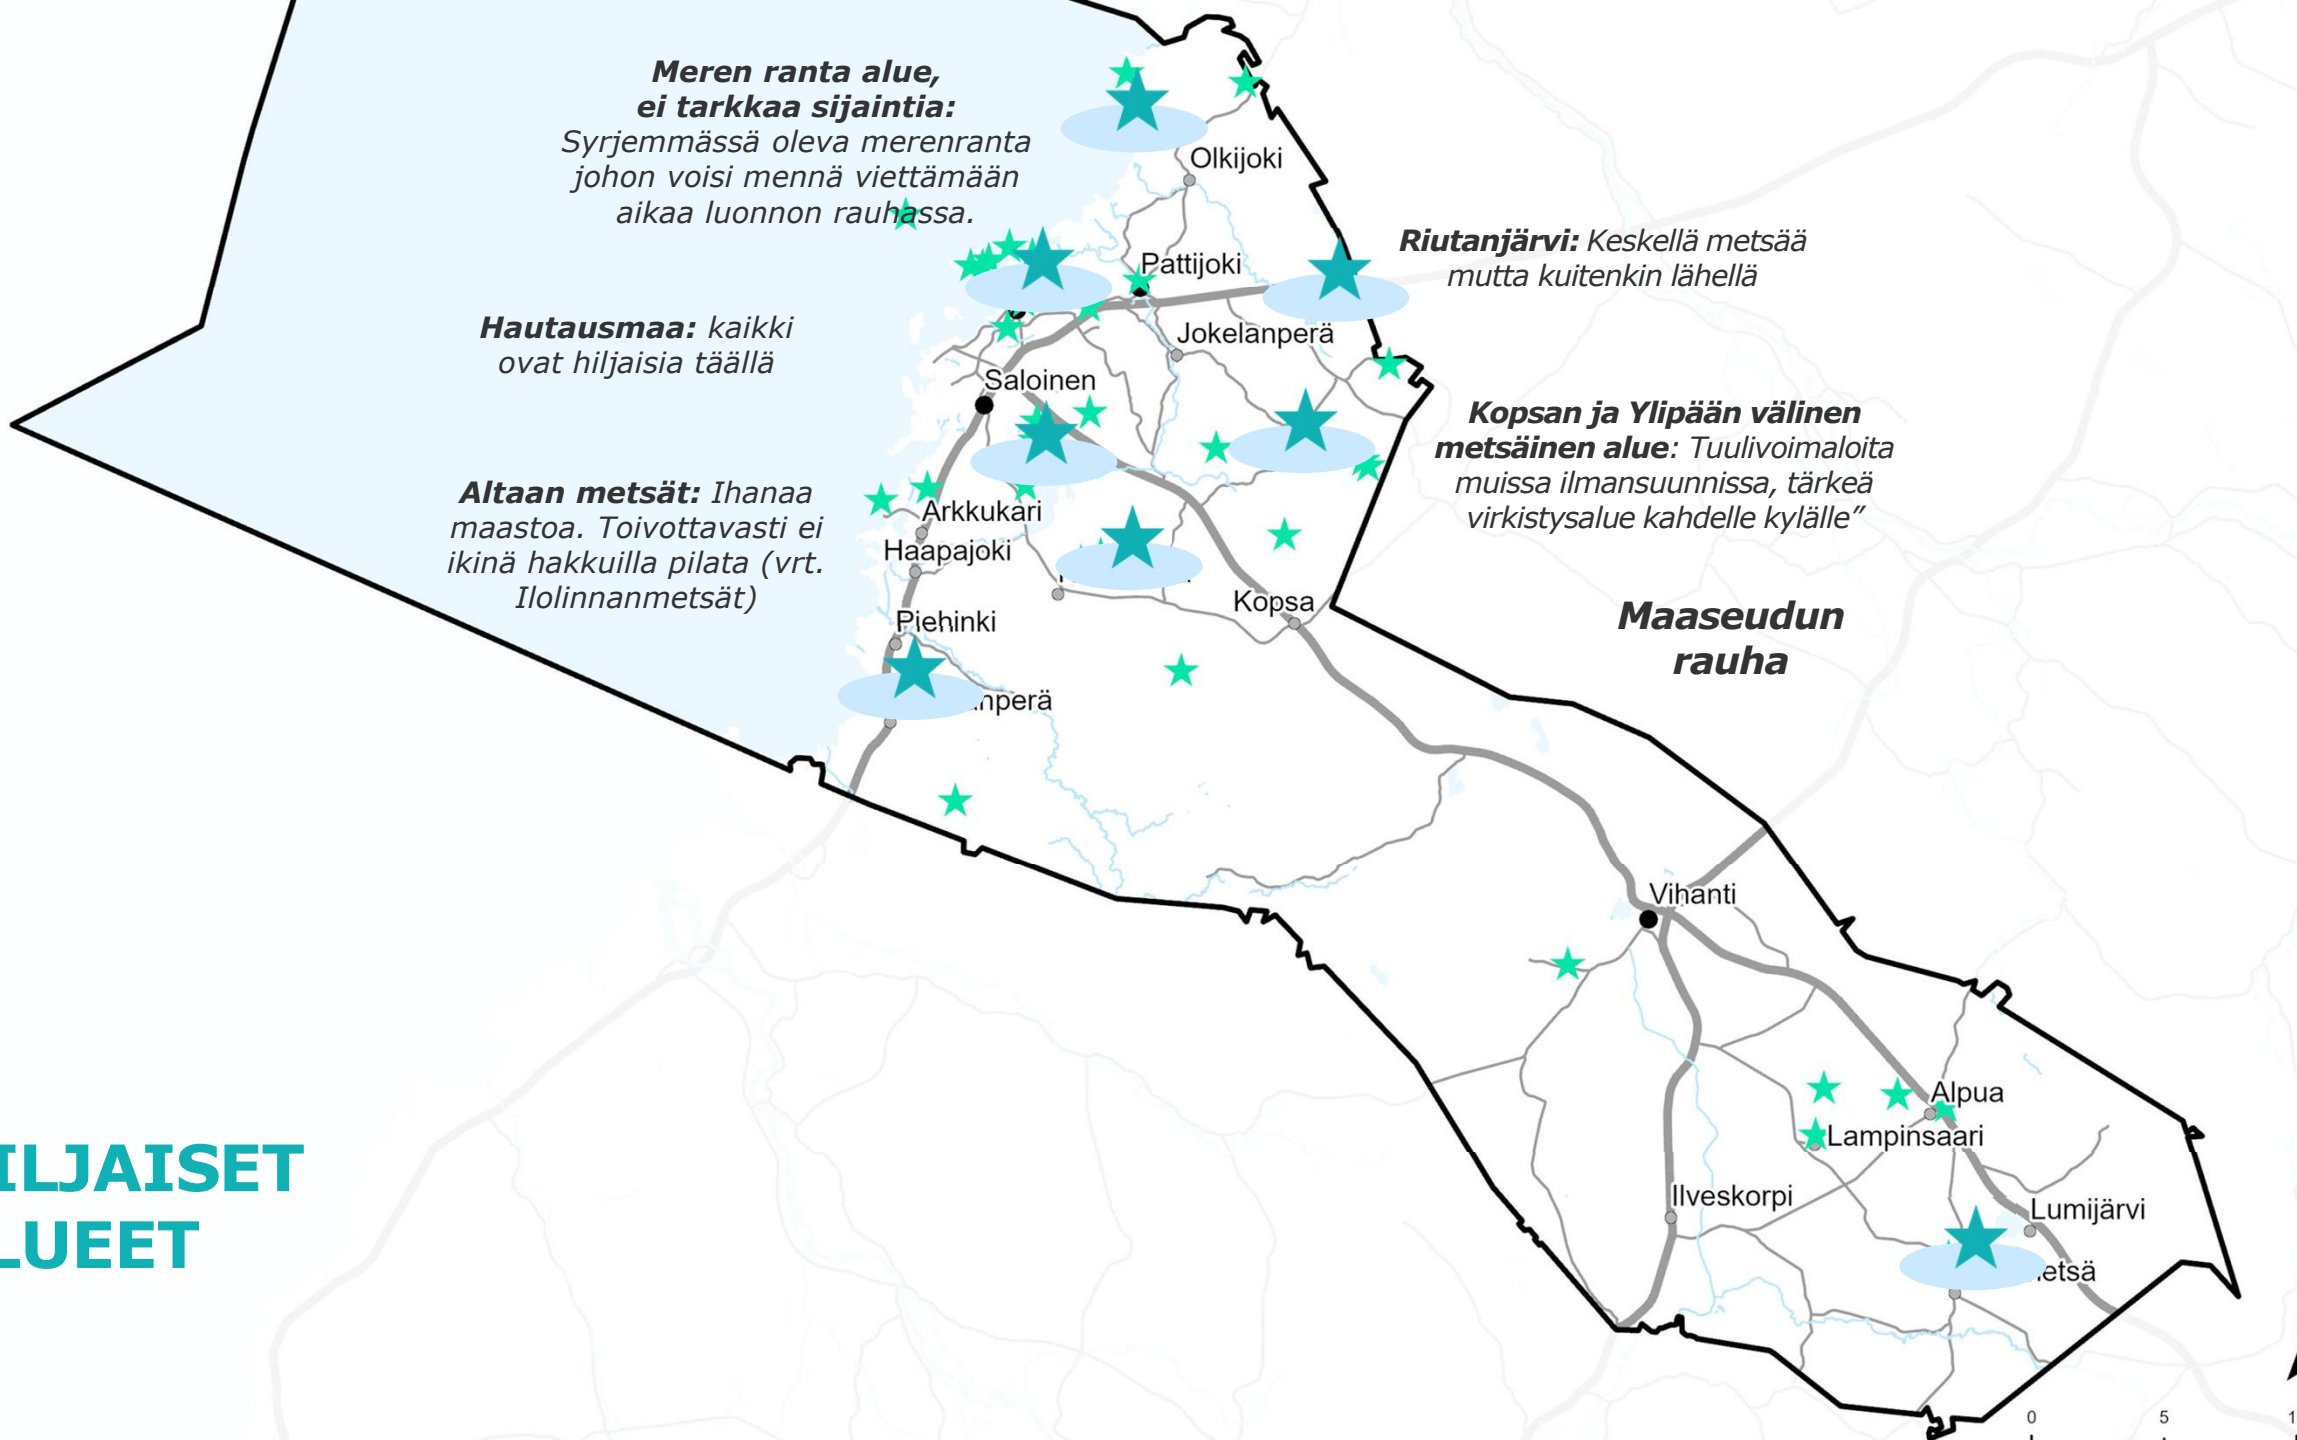 Meren ranta alue,
ei tarkkaa sijaintia:
Syrjemmässä oleva merenranta
johon voisi mennä viettämään
aikaa luonnon rauhassa.
Hautausmaa: kaikki
ovat hiljaisia täällä
Altaan metsät: Ihanaa
maastoa. Toivottavasti ei
ikinä hakkuilla pilata (vrt.
Ilolinnanmetsät)
Riutanjärvi: Keskellä metsää
mutta kuitenkin lähellä
Kopsan ja Ylipään välinen
metsäinen alue: Tuulivoimaloita
muissa ilmansuunnissa, tärkeä
virkistysalue kahdelle kylälle”
Maaseudun
rauha
Olkijoki
Pattijoki
Jokelanperä
Saloinen
Arkkukari
Haapajoki
Kopsa
Piehinki
nperä
Vihanti
Alpua
Lampinsaari
Ilveskorpi
Lumijärvi
etsä
ILJAISET
LUEET
0 5 1